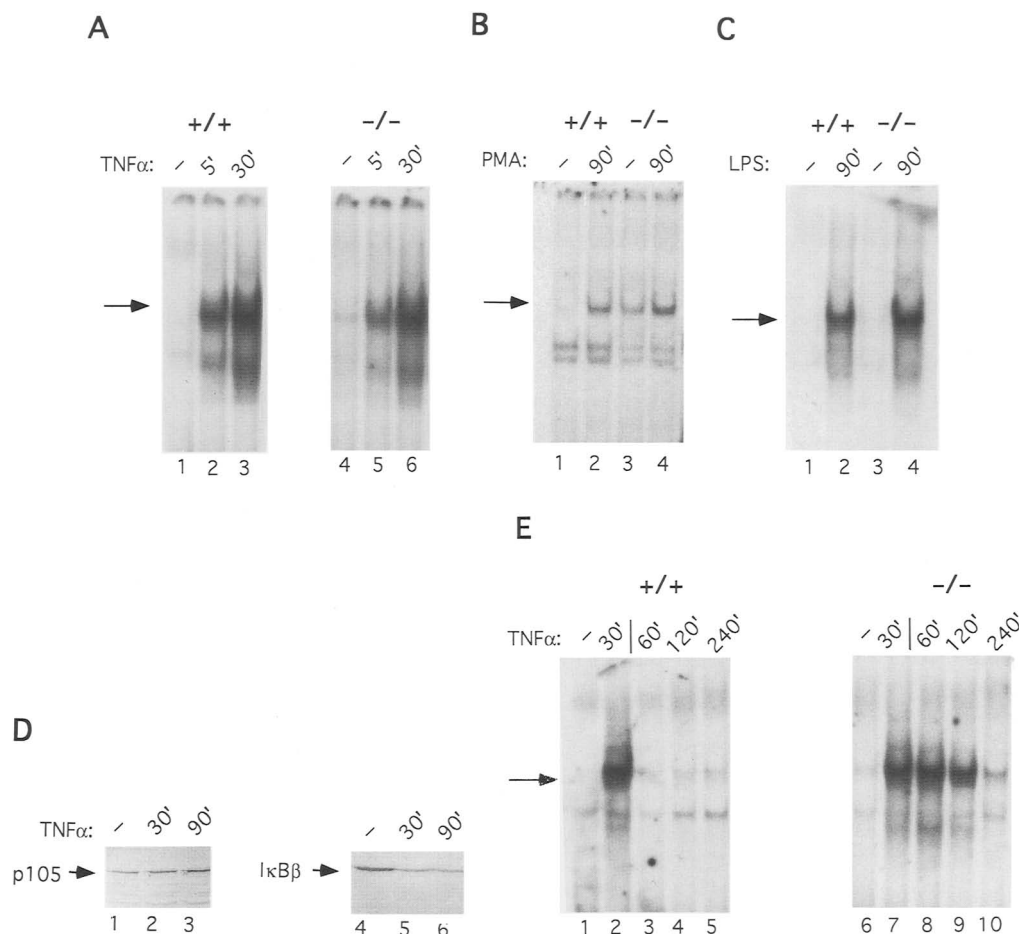 A
+/+ -/-
TNFα: - 5' 30' - 5' 30'
1 2 3 4 5 6
B
+/+ -/-
PMA: - 90' - 90'
1 2 3 4
C
+/+ -/-
LPS: - 90' - 90'
1 2 3 4
D
TNFα: - 30' 90' - 30' 90'
p105 IκBβ
1 2 3 4 5 6
E
+/+ -/-
TNFα: - 30' 60' 120' 240' - 30' 60' 120' 240'
1 2 3 4 5 6 7 8 9 10